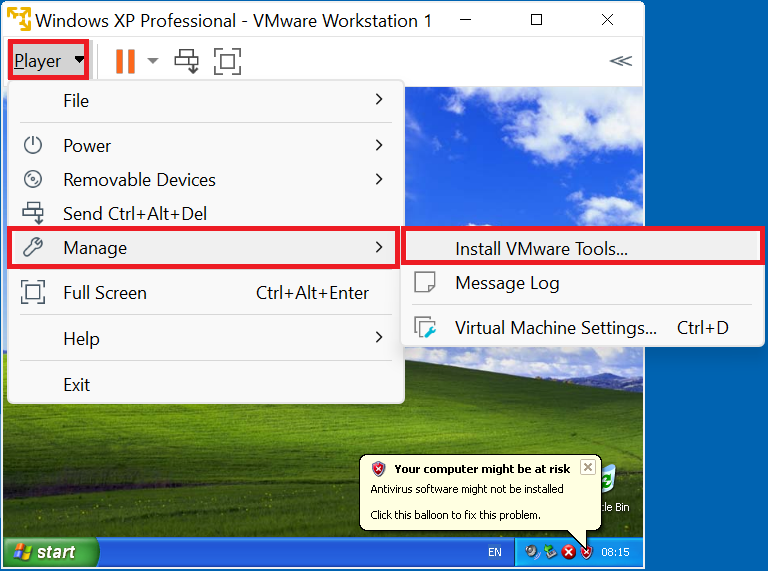 Windows XP Professional - VMware Workstation 1
Player
File
Power
Removable Devices
Send Ctrl+Alt+Del
Manage
Install VMware Tools...
Message Log
Full Screen Ctrl+Alt+Enter
Virtual Machine Settings... Ctrl+D
Help
Exit
Your computer might be at risk
Antivirus software might not be installed
Click this balloon to fix this problem.
cle Bin
start
EN
08:15